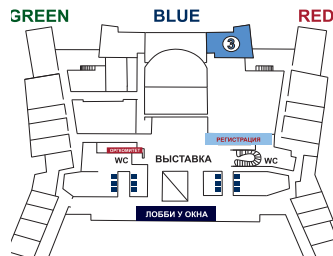 GREEN BLUE RED
3
РЕГИСТРАЦИЯ
ОРГКОМИТЕТ
WC ВЫСТАВКА WC
ЛОББИ У ОКНА